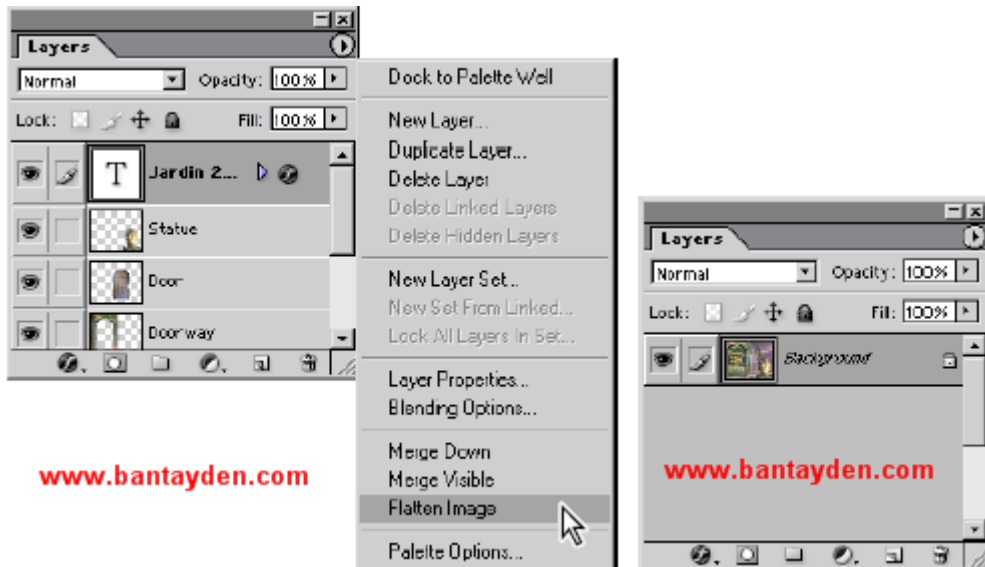 Layers
Normal
Opacity: 100%
Lock:
Fill: 100%
T
Jardin 2...
Statue
Door
Doorway
www.bantayden.com
Dock to Palette Well
New Layer...
Duplicate Layer...
Delete Layer
Delete Linked Layers
Delete Hidden Layers
New Layer Set...
New Set From Linked...
Lock All Layers In Set...
Layer Properties...
Blending Options...
Merge Down
Merge Visible
Flatten Image
Palette Options...
Layers
Normal
Opacity: 100%
Lock:
Fill: 100%
Background
www.bantayden.com